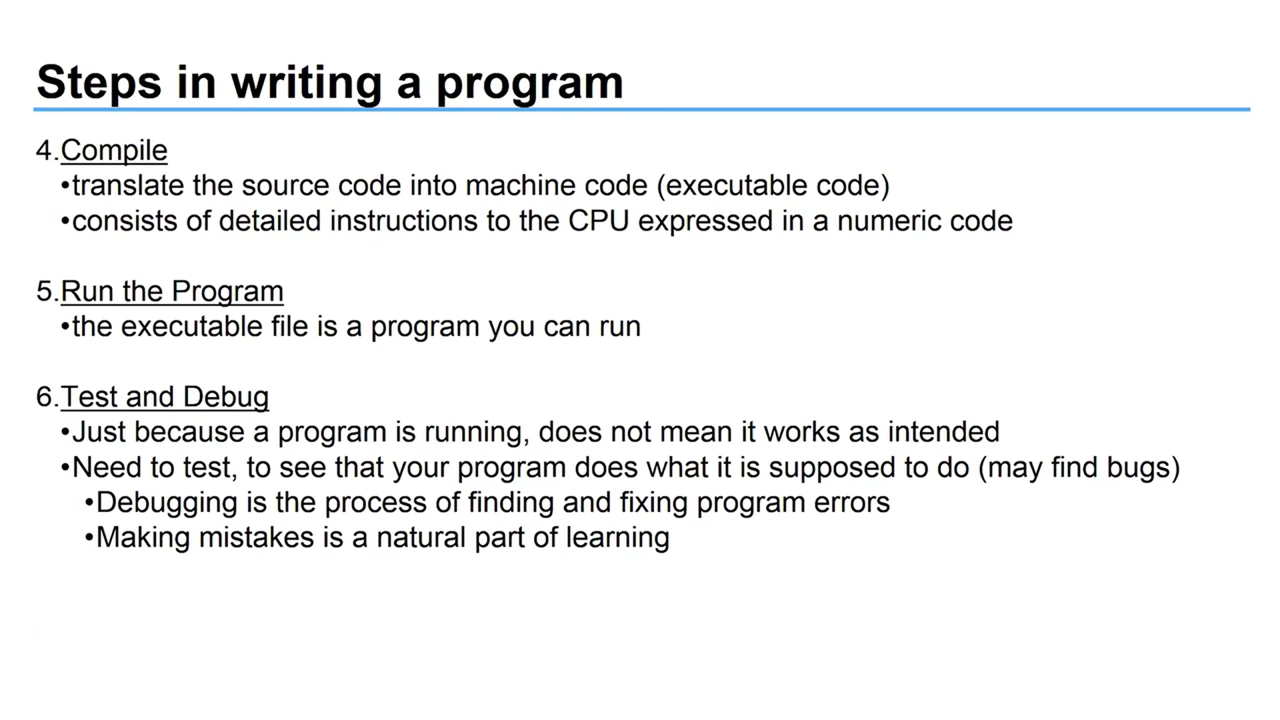 Steps in writing a program
4.Compile
•translate the source code into machine code (executable code)
•consists of detailed instructions to the CPU expressed in a numeric code
5.Run the Program
•the executable file is a program you can run
6.Test and Debug
•Just because a program is running, does not mean it works as intended
•Need to test, to see that your program does what it is supposed to do (may find bugs)
•Debugging is the process of finding and fixing program errors
•Making mistakes is a natural part of learning